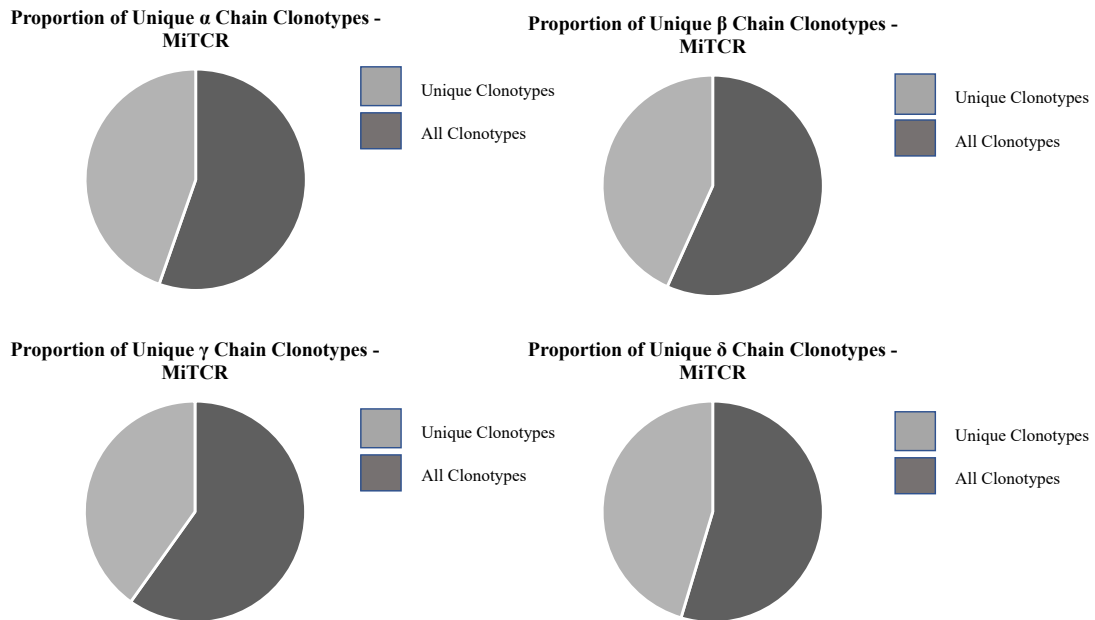 Proportion of Unique α Chain Clonotypes -
MiTCR
Unique Clonotypes
All Clonotypes
Proportion of Unique β Chain Clonotypes -
MiTCR
Unique Clonotypes
All Clonotypes
Proportion of Unique γ Chain Clonotypes -
MiTCR
Unique Clonotypes
All Clonotypes
Proportion of Unique δ Chain Clonotypes -
MiTCR
Unique Clonotypes
All Clonotypes